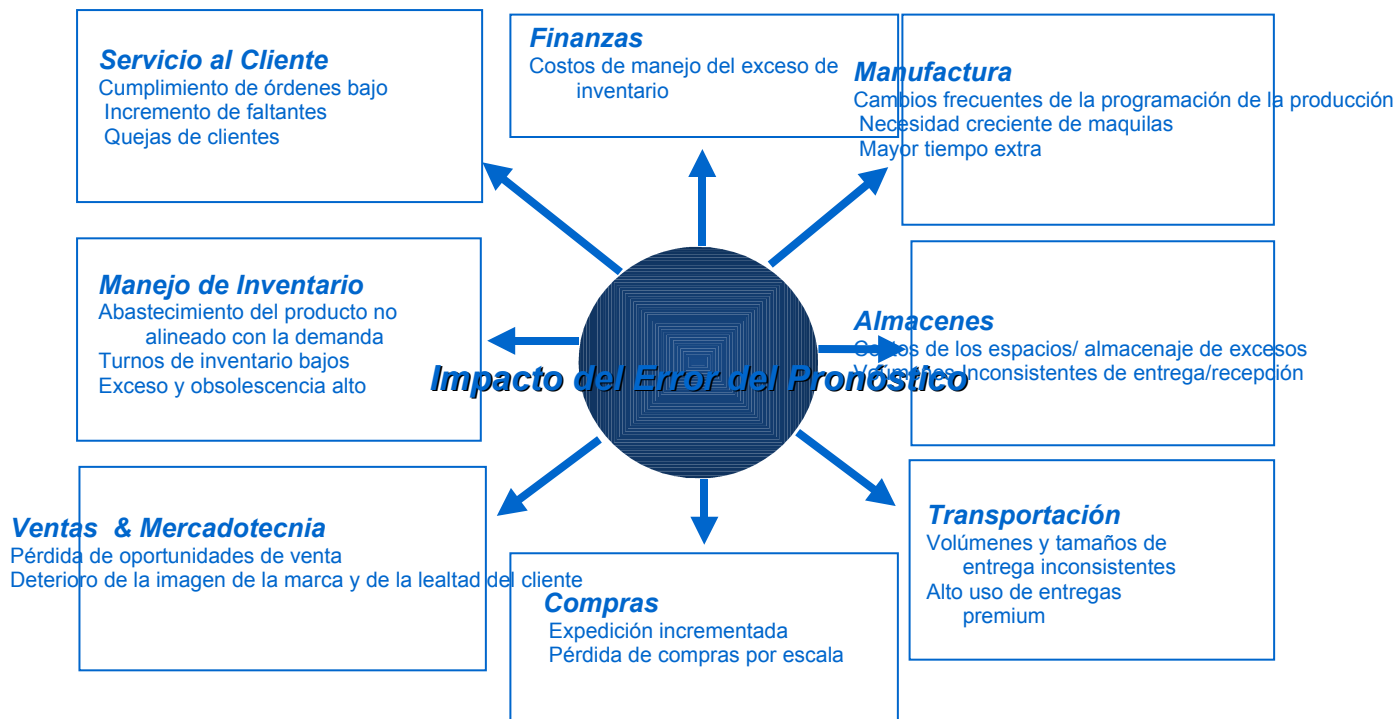 Servicio al Cliente
Cumplimiento de órdenes bajo
Incremento de faltantes
Quejas de clientes
Finanzas
Costos de manejo del exceso de
inventario
Manufactura
Cambios frecuentes de la programación de la producción
Necesidad creciente de maquilas
Mayor tiempo extra
Manejo de Inventario
Abastecimiento del producto no
alineado con la demanda
Turnos de inventario bajos
Exceso y obsolescencia alto
Impacto del Error del Pronóstico
Almacenes
Costos de los espacios/ almacenaje de excesos
Volúmenes Inconsistentes de entrega/recepción
Ventas & Mercadotecnia
Pérdida de oportunidades de venta
Deterioro de la imagen de la marca y de la lealtad del cliente
Compras
Expedición incrementada
Pérdida de compras por escala
Transportación
Volúmenes y tamaños de
entrega inconsistentes
Alto uso de entregas
premium